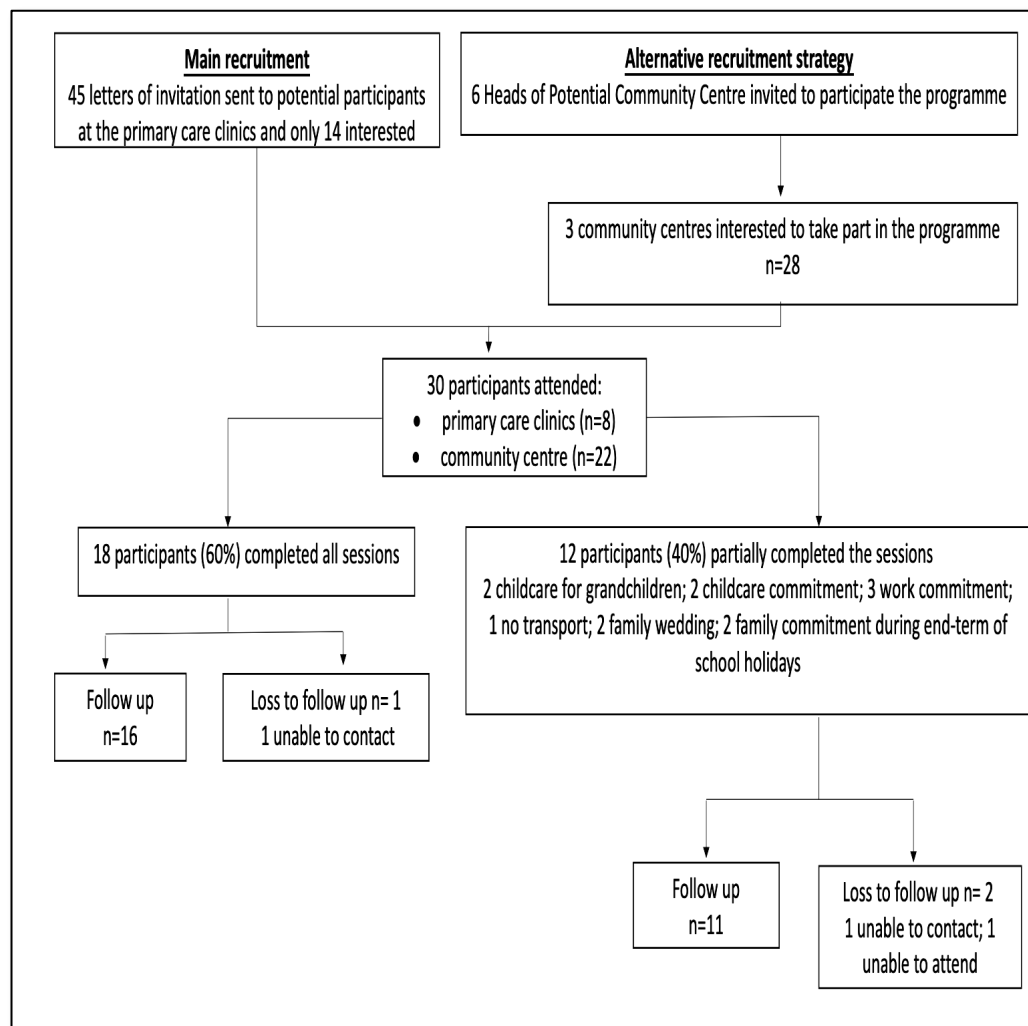 Main recruitment
45 letters of invitation sent to potential participants
at the primary care clinics and only 14 interested
Alternative recruitment strategy
6 Heads of Potential Community Centre invited to participate the programme
3 community centres interested to take part in the programme
n=28
30 participants attended:
• primary care clinics (n=8)
• community centre (n=22)
18 participants (60%) completed all sessions
12 participants (40%) partially completed the sessions
2 childcare for grandchildren; 2 childcare commitment; 3 work commitment;
1 no transport; 2 family wedding; 2 family commitment during end-term of
school holidays
Follow up
n=16
Loss to follow up n= 1
1 unable to contact
Follow up
n=11
Loss to follow up n= 2
1 unable to contact; 1
unable to attend